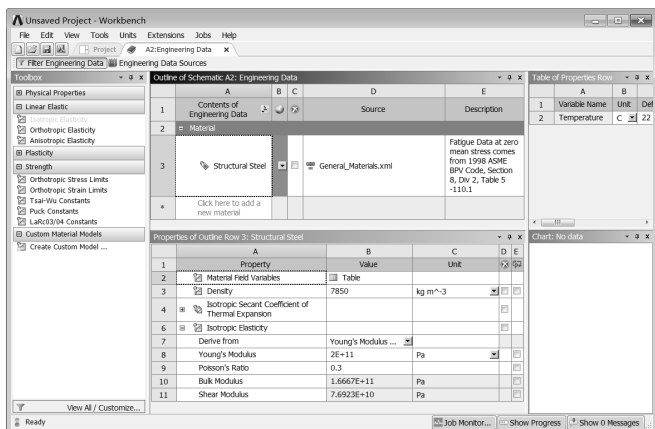 Unsaved Project - Workbench
File Edit View Tools Units Extensions Jobs Help
Project A2:Engineering Data x
Filter Engineering Data Engineering Data Sources
Toolbox
Physical Properties
Linear Elastic
Isotropic Elasticity
Orthotropic Elasticity
Anisotropic Elasticity
Plasticity
Strength
Orthotropic Stress Limits
Orthotropic Strain Limits
Tsai-Wu Constants
Puck Constants
LaRc03/04 Constants
Custom Material Models
Create Custom Model ...
View All / Customize...
Outline of Schematic A2: Engineering Data
A B C D E
1 Contents of Engineering Data Source Description
2 Material
3 Structural Steel General_Materials.xml Fatigue Data at zero
mean stress comes
from 1998 ASME
BPV Code, Section
8, Div 2, Table 5
-110.1
* Click here to add a
new material
Properties of Outline Row 3: Structural Steel
A B C D E
1 Property Value Unit
2 Material Field Variables Table
3 Density 7850 kg m^-3
4 Isotropic Secant Coefficient of
Thermal Expansion
6 Isotropic Elasticity
7 Derive from Young's Modulus ...
8 Young's Modulus 2E+11 Pa
9 Poisson's Ratio 0.3
10 Bulk Modulus 1.6667E+11 Pa
11 Shear Modulus 7.6923E+10 Pa
Table of Properties Row
A B
1 Variable Name Unit Def
2 Temperature C 22
Chart: No data
Ready
Job Monitor... Show Progress Show 0 Messages